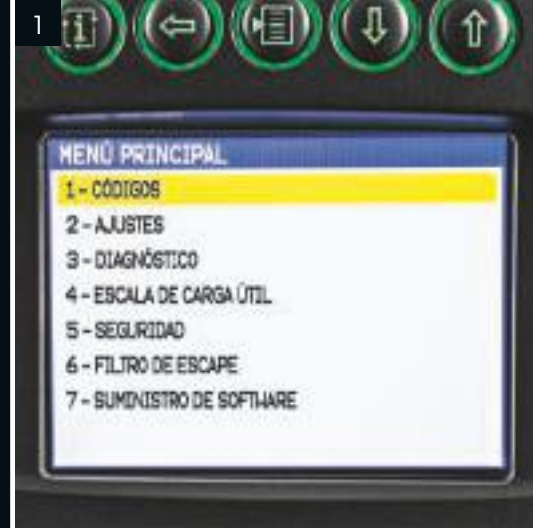 1
i
MENÚ PRINCIPAL
1 - CÓDIGOS
2 - AJUSTES
3 - DIAGNÓSTICO
4 - ESCALA DE CARGA ÚTIL
5 - SEGURIDAD
6 - FILTRO DE ESCAPE
7 - SUMINISTRO DE SOFTWARE